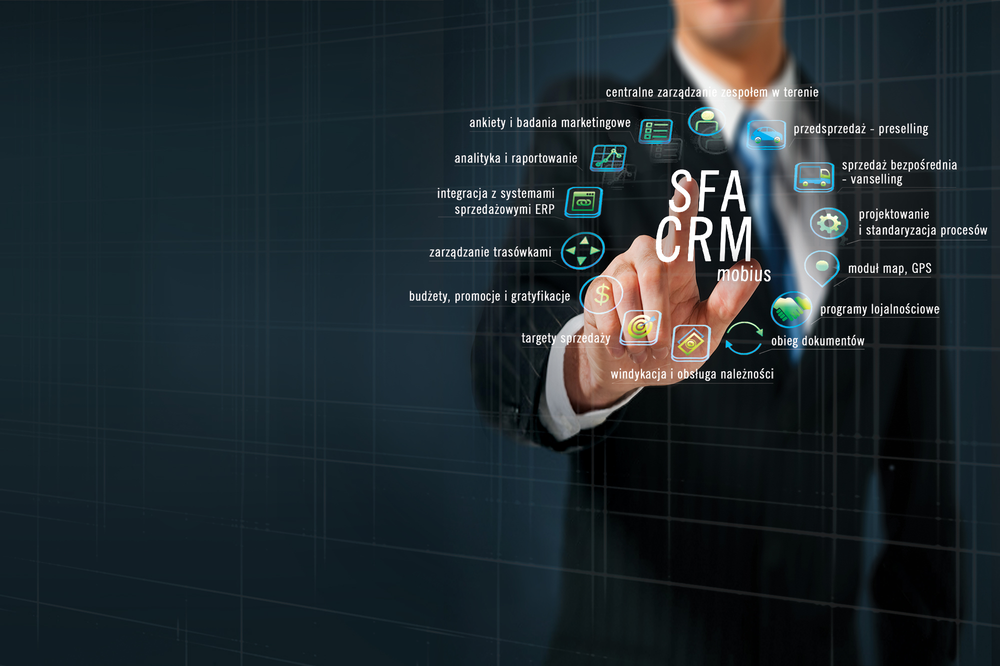 centralne zarządzanie zespołem w terenie
ankiety i badania marketingowe
przedsprzedaż - preselling
analityka i raportowanie
sprzedaż bezpośrednia
- vanselling
integracja z systemami
sprzedażowymi ERP
SFA
CRM
mobius
projektowanie
i standaryzacja procesów
zarządzanie trasówkami
moduł map, GPS
budżety, promocje i gratyfikacje
programy lojalnościowe
targety sprzedaży
obieg dokumentów
windykacja i obsługa należności
$